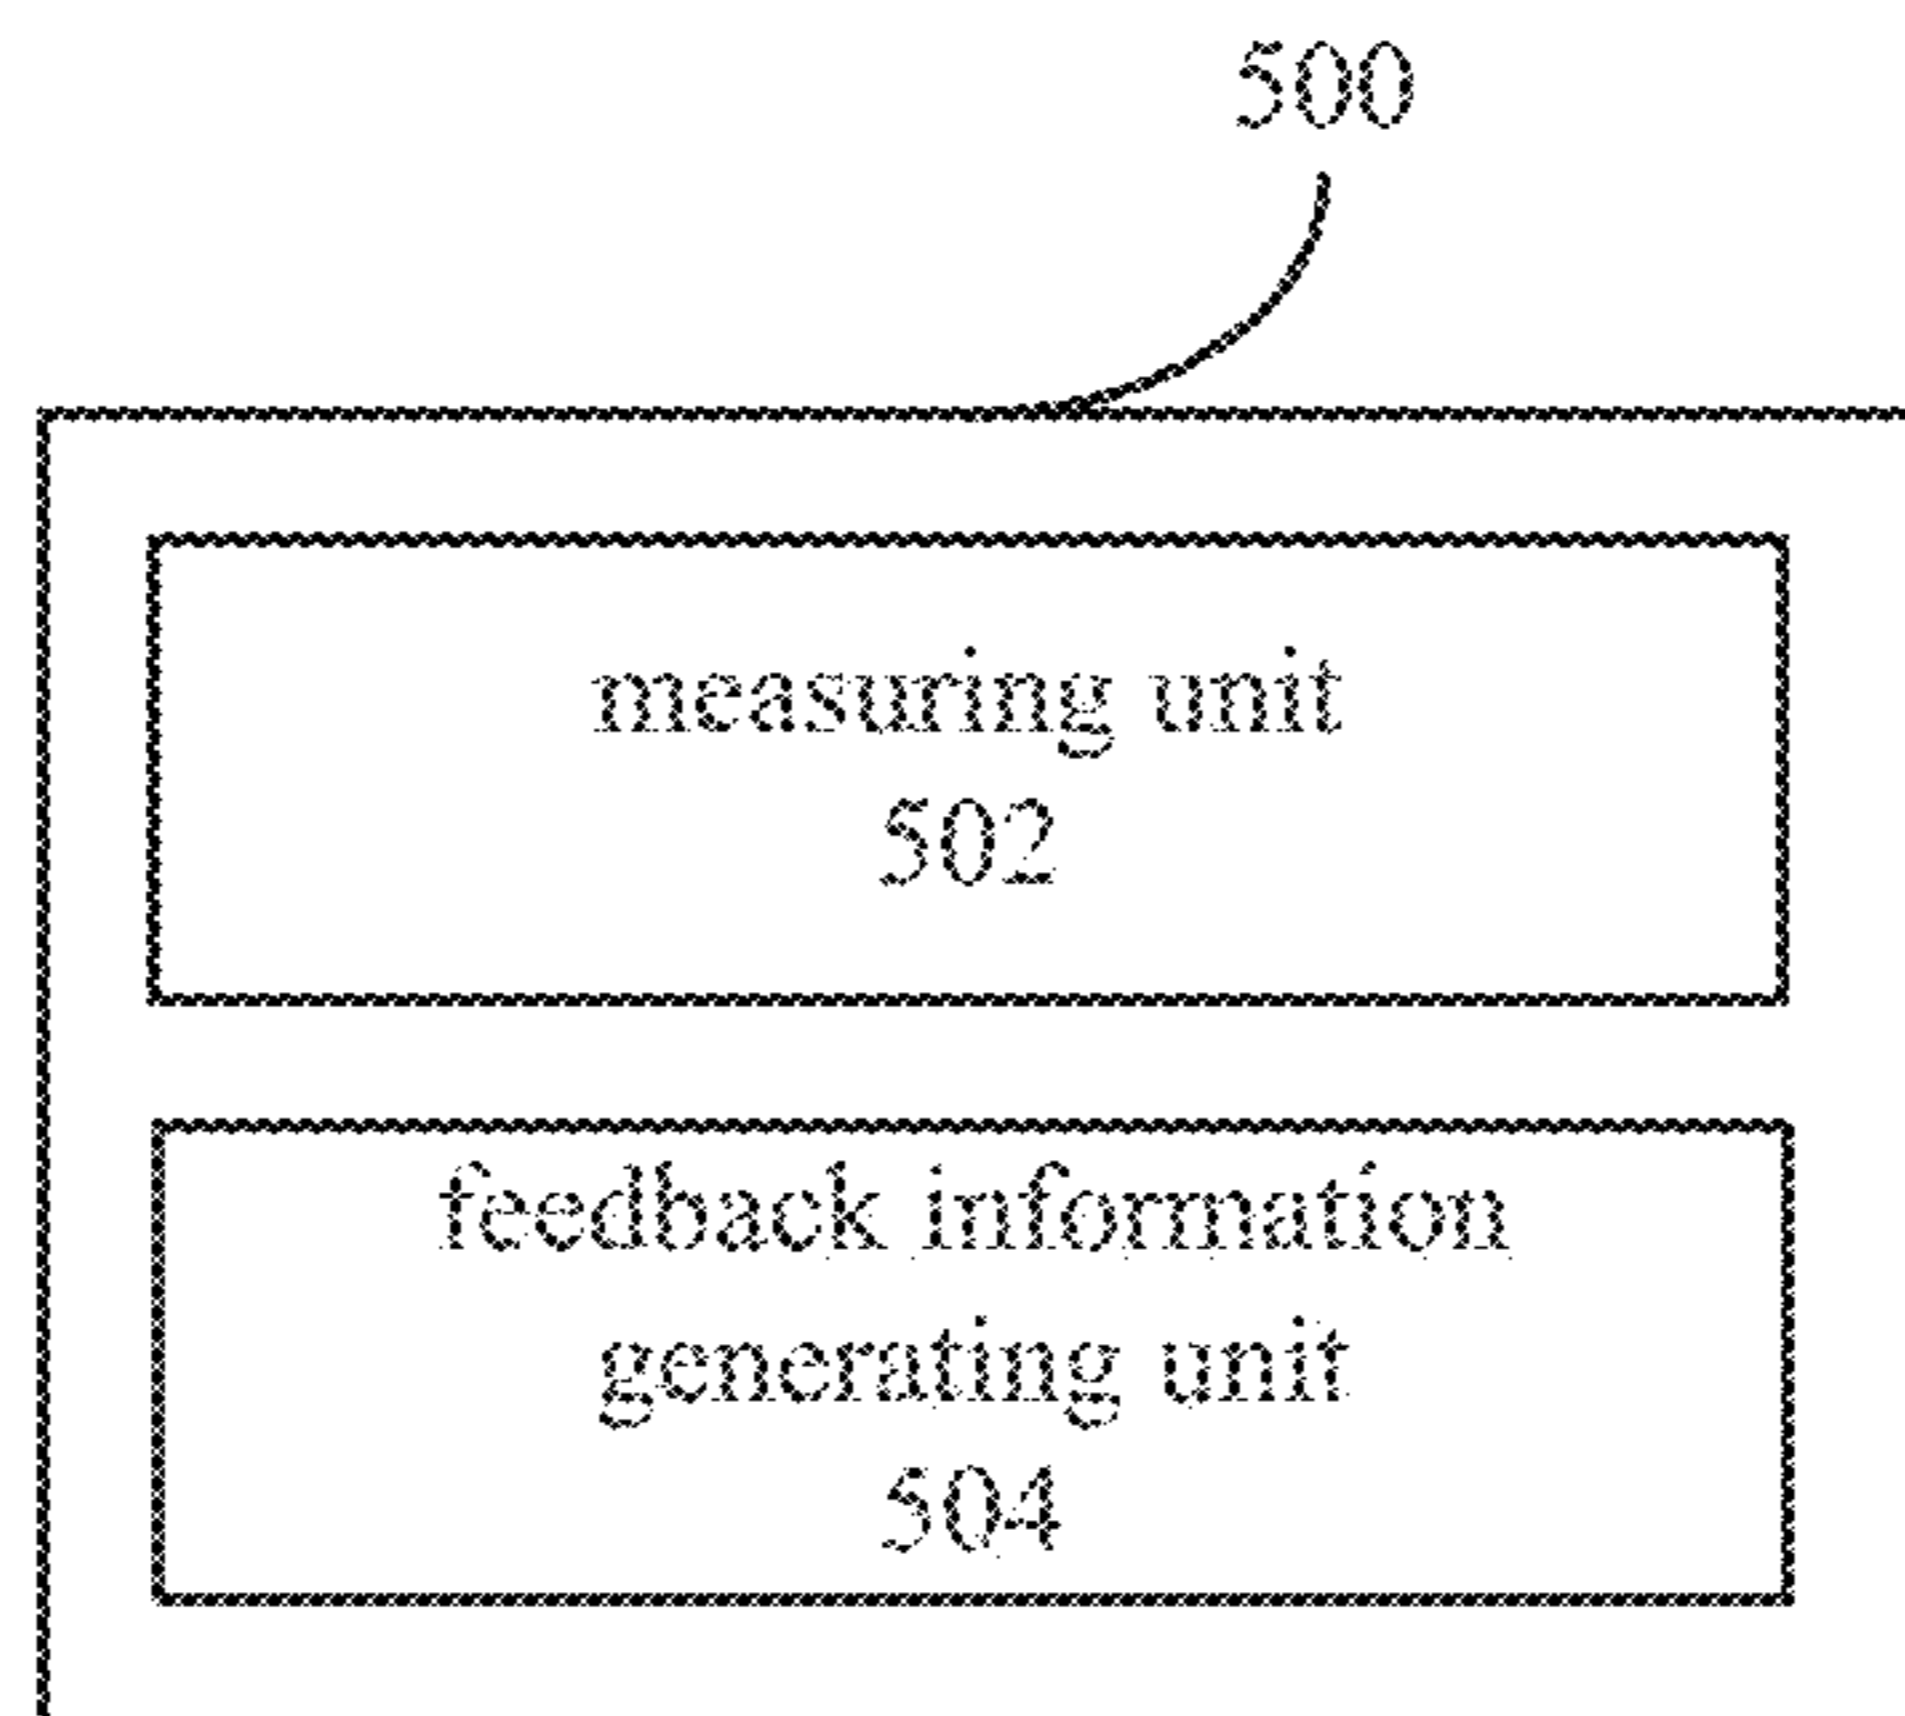 500
measuring unit
502
feedback information
generating unit
504